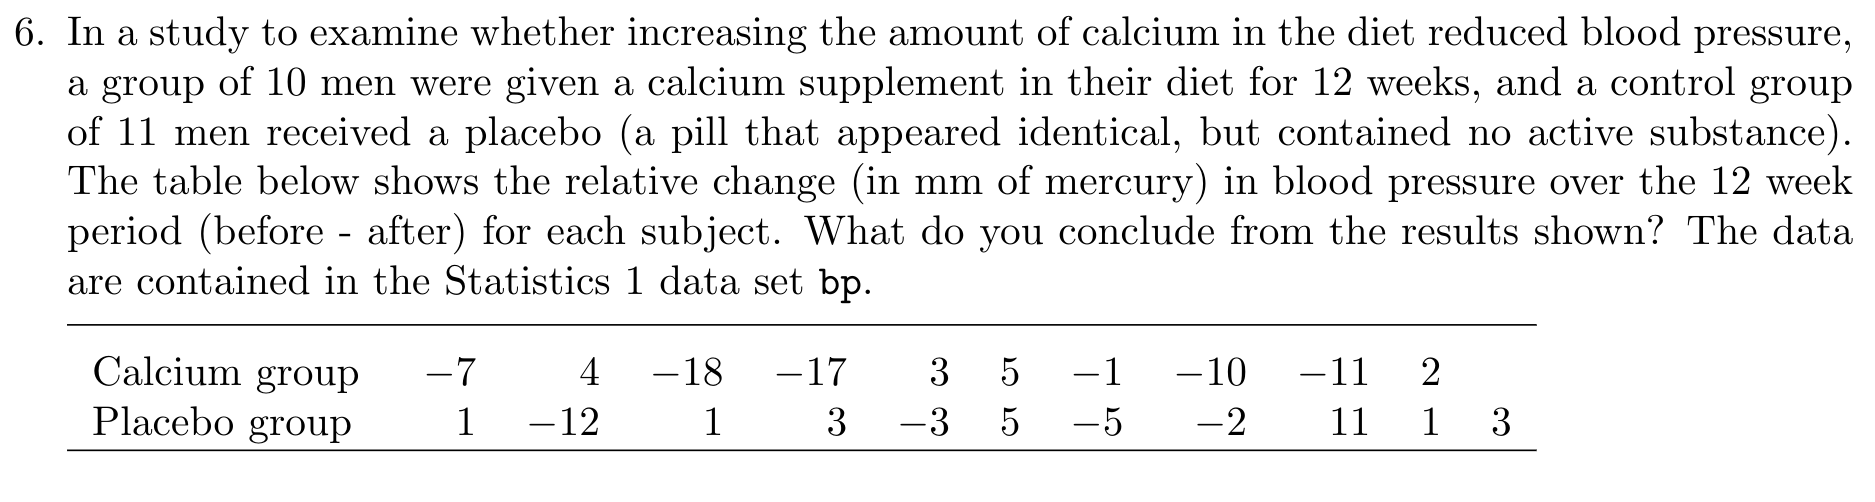 6. In a study to examine whether increasing the amount of calcium in the diet reduced blood pressure,
a group of 10 men were given a calcium supplement in their diet for 12 weeks, and a control group
of 11 men received a placebo (a pill that appeared identical, but contained no active substance).
The table below shows the relative change (in mm of mercury) in blood pressure over the 12 week
period (before - after) for each subject. What do you conclude from the results shown? The data
are contained in the Statistics 1 data set bp.
Calcium group −7 4 −18 −17 3 5 −1 −10 −11 2
Placebo group 1 −12 1 3 −3 5 −5 −2 11 1 3